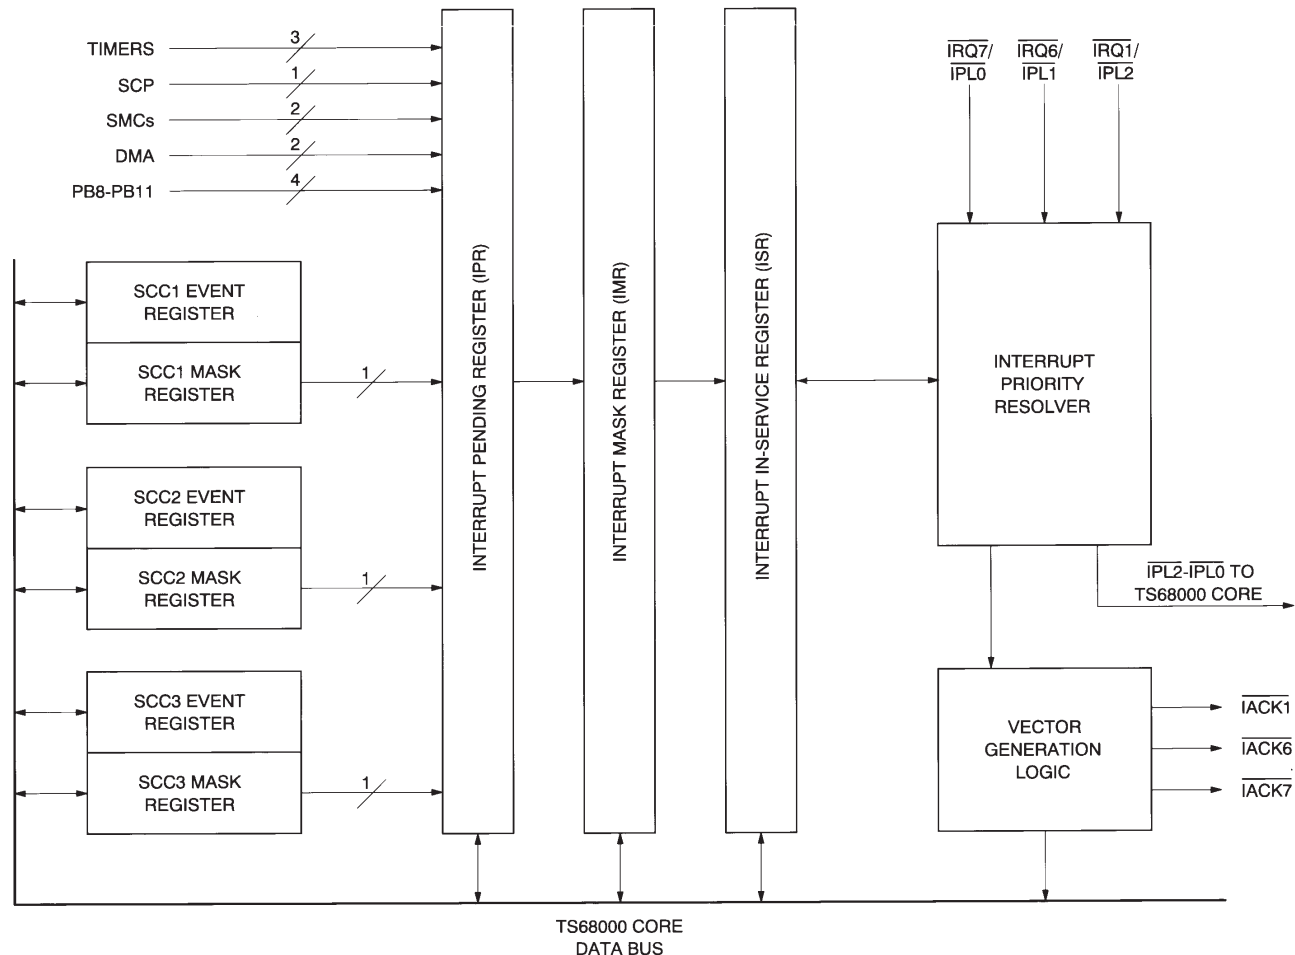 TIMERS
3
SCP
1
SMCs
2
DMA
2
PB8-PB11
4
IRQ7/
IPL0
IRQ6/
IPL1
IRQ1/
IPL2
SCC1 EVENT
REGISTER
SCC1 MASK
REGISTER
1
SCC2 EVENT
REGISTER
SCC2 MASK
REGISTER
1
SCC3 EVENT
REGISTER
SCC3 MASK
REGISTER
1
INTERRUPT PENDING REGISTER (IPR)
INTERRUPT MASK REGISTER (IMR)
INTERRUPT IN-SERVICE REGISTER (ISR)
INTERRUPT
PRIORITY
RESOLVER
IPL2-IPL0 TO
TS68000 CORE
VECTOR
GENERATION
LOGIC
IACK1
IACK6
IACK7
TS68000 CORE
DATA BUS